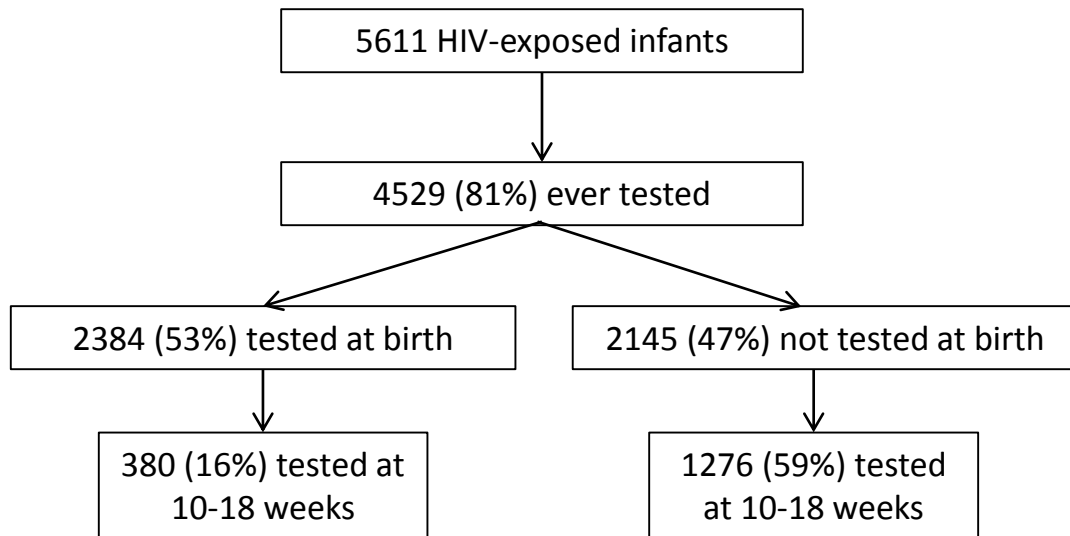 5611 HIV-exposed infants
4529 (81%) ever tested
2384 (53%) tested at birth
2145 (47%) not tested at birth
380 (16%) tested at
10-18 weeks
1276 (59%) tested
at 10-18 weeks